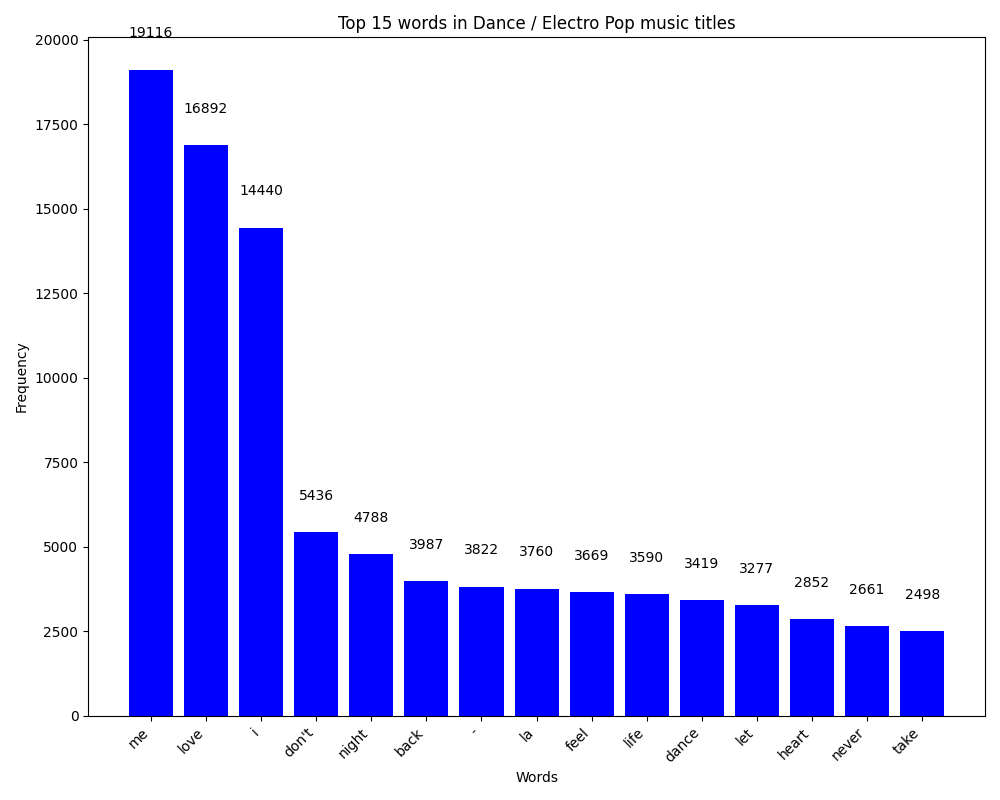 Top 15 words in Dance / Electro Pop music titles
Frequency
20000
17500
15000
12500
10000
7500
5000
2500
0
19116
16892
14440
5436
4788
3987
3822
3760
3669
3590
3419
3277
2852
2661
2498
me
love
i
don't
night
back
-
la
feel
life
dance
let
heart
never
take
Words